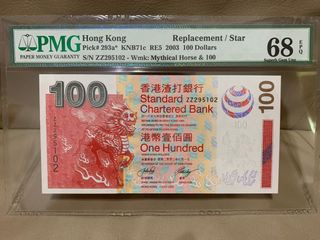 PMG
PAPER MONEY GUARANTY
Hong Kong Replacement / Star
Pick# 293a* KNB71c RE5 2003 100 Dollars
S/N ZZ295102 - Wmk: Mythical Horse & 100
68 EPQ
Superb Gem Unc
100
香港渣打銀行
Standard
Chartered Bank
ZZ295102
港幣壹佰圓
One Hundred
100
100